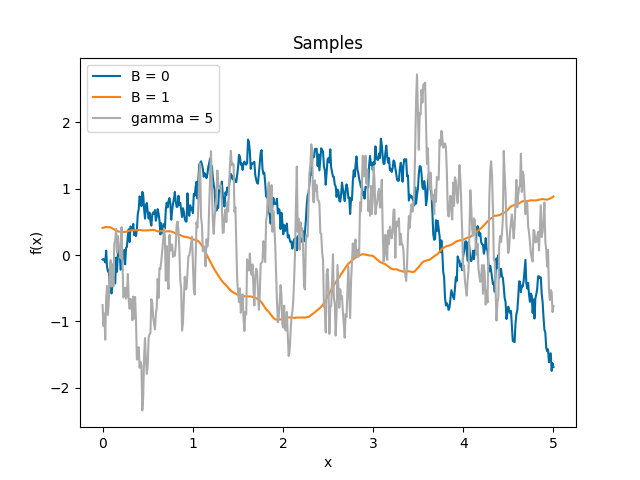 Samples
B = 0
B = 1
gamma = 5
f(x)
2
1
0
−1
−2
0 1 2 3 4 5
x